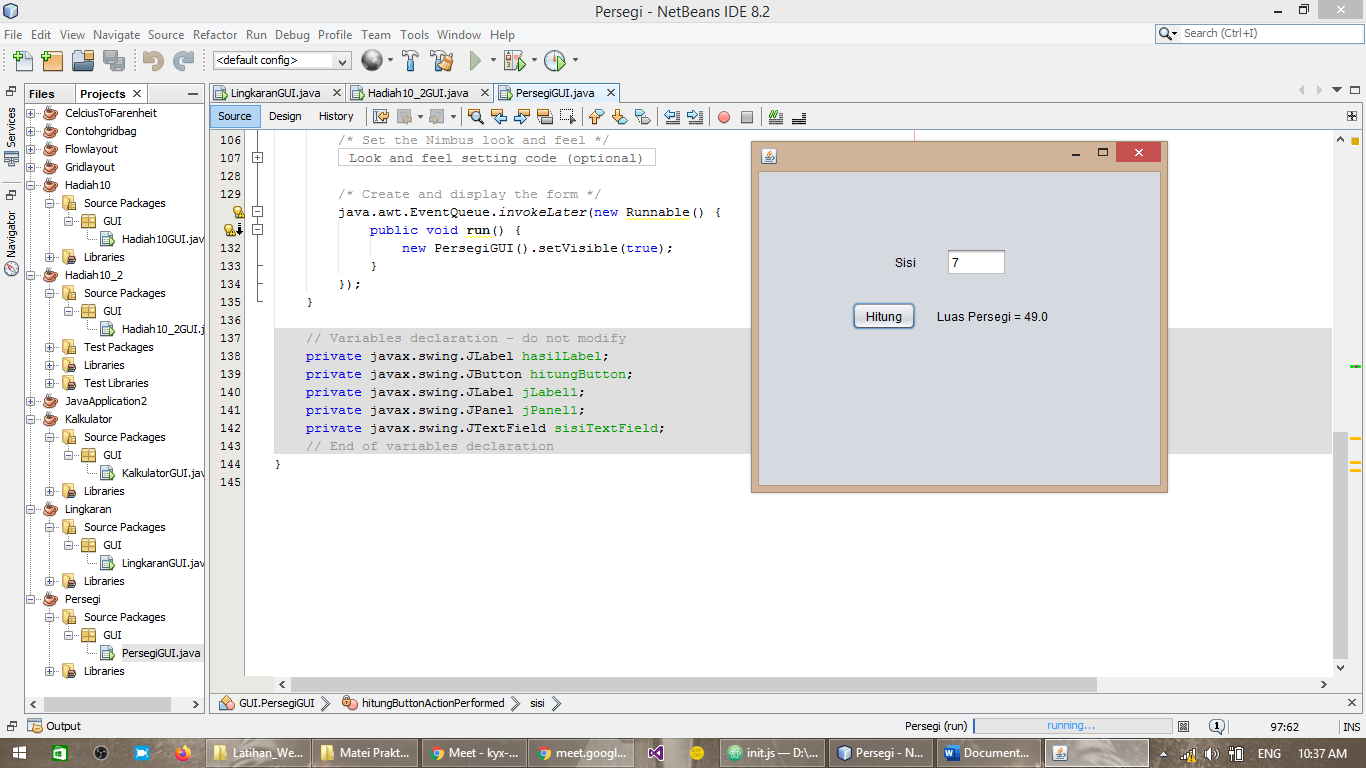 Persegi - NetBeans IDE 8.2
File Edit View Navigate Source Refactor Run Debug Profile Team Tools Window Help
Search (Ctrl+I)
<default config>
Files Projects
LingkaranGUI.java Hadiah10_2GUI.java PersegiGUI.java
Source Design History
Services
Navigator
CelciusToFarenheit
Contohgridbag
Flowlayout
Gridlayout
Hadiah10
Source Packages
GUI
Hadiah10GUI.jav
Libraries
Hadiah10_2
Source Packages
GUI
Hadiah10_2GUI.j
Test Packages
Libraries
Test Libraries
JavaApplication2
Kalkulator
Source Packages
GUI
KalkulatorGUI.jav
Libraries
Lingkaran
Source Packages
GUI
LingkaranGUI.jav
Libraries
Persegi
Source Packages
GUI
PersegiGUI.java
Libraries
106 /* Set the Nimbus look and feel */
107 Look and feel setting code (optional)
128
129 /* Create and display the form */
java.awt.EventQueue.invokeLater(new Runnable() {
public void run() {
132 new PersegiGUI().setVisible(true);
133 }
134 });
135 }
136
137 // Variables declaration - do not modify
138 private javax.swing.JLabel hasilLabel;
139 private javax.swing.JButton hitungButton;
140 private javax.swing.JLabel jLabel1;
141 private javax.swing.JPanel jPanel1;
142 private javax.swing.JTextField sisiTextField;
143 // End of variables declaration
144 }
145
Sisi 7
Hitung Luas Persegi = 49.0
GUI.PersegiGUI hitungButtonActionPerformed sisi
Output
Persegi (run) running... 1 97:62 INS
Latihan_We... Matei Prakt... Meet - kyx-... meet.googl... init.js — D:\... Persegi - N... Document... ENG 10:37 AM